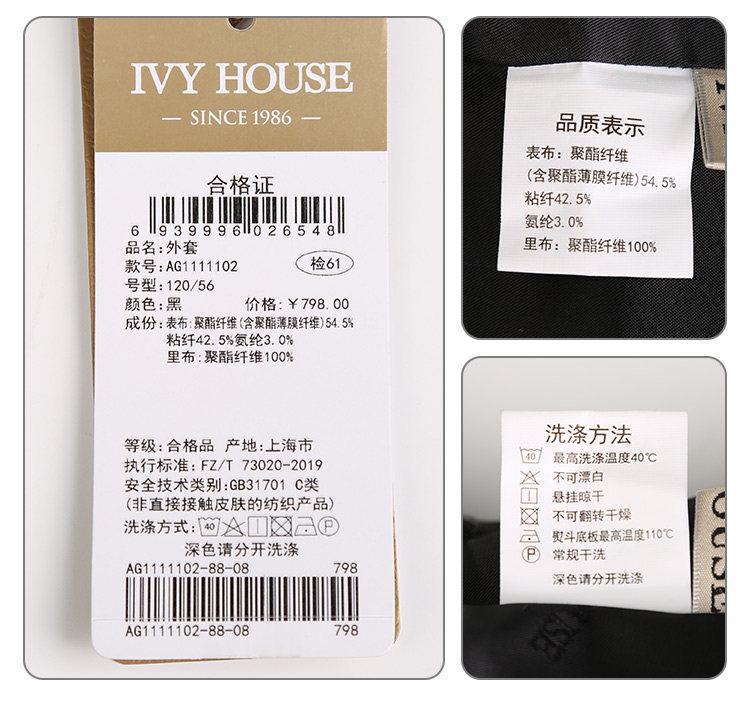 IVY HOUSE
— SINCE 1986 —
合格证
6 939996 026548
品名: 外套
款号: AG1111102
检61
号型: 120/56
颜色: 黑 价格: ￥798.00
成份: 表布: 聚酯纤维(含聚酯薄膜纤维)54.5%
粘纤42.5%氨纶3.0%
里布: 聚酯纤维100%
等级: 合格品 产地: 上海市
执行标准: FZ/T 73020-2019
安全技术类别: GB31701 C类
(非直接接触皮肤的纺织产品)
洗涤方式: 40 P
深色请分开洗涤
AG1111102-88-08 798
AG1111102-88-08 798
品质表示
表布: 聚酯纤维
(含聚酯薄膜纤维)54.5%
粘纤42.5%
氨纶3.0%
里布: 聚酯纤维100%
洗涤方法
40 最高洗涤温度40℃
不可漂白
悬挂晾干
不可翻转干燥
熨斗底板最高温度110℃
P 常规干洗
深色请分开洗涤